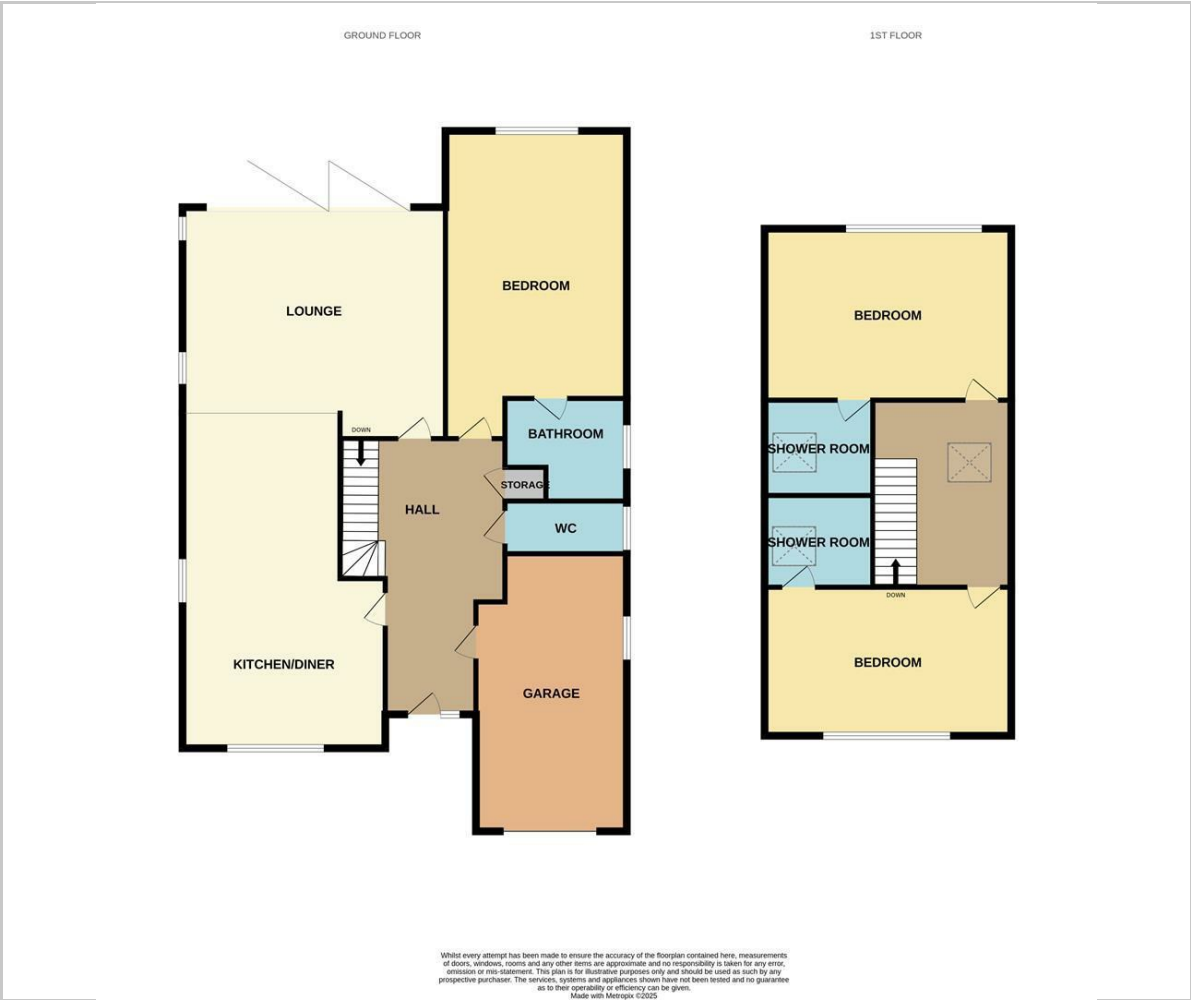 GROUND FLOOR
1ST FLOOR
BEDROOM
LOUNGE
BEDROOM
DOWN
BATHROOM
SHOWER ROOM
STORAGE
HALL
WC
SHOWER ROOM
DOWN
KITCHEN/DINER
BEDROOM
GARAGE
Whilst every attempt has been made to ensure the accuracy of the floorplan contained here, measurements
of doors, windows, rooms and any other items are approximate and no responsibility is taken for any error,
omission or mis-statement. This plan is for illustrative purposes only and should be used as such by any
prospective purchaser. The services, systems and appliances shown have not been tested and no guarantee
as to their operability or efficiency can be given.
Made with Metropix ©2025